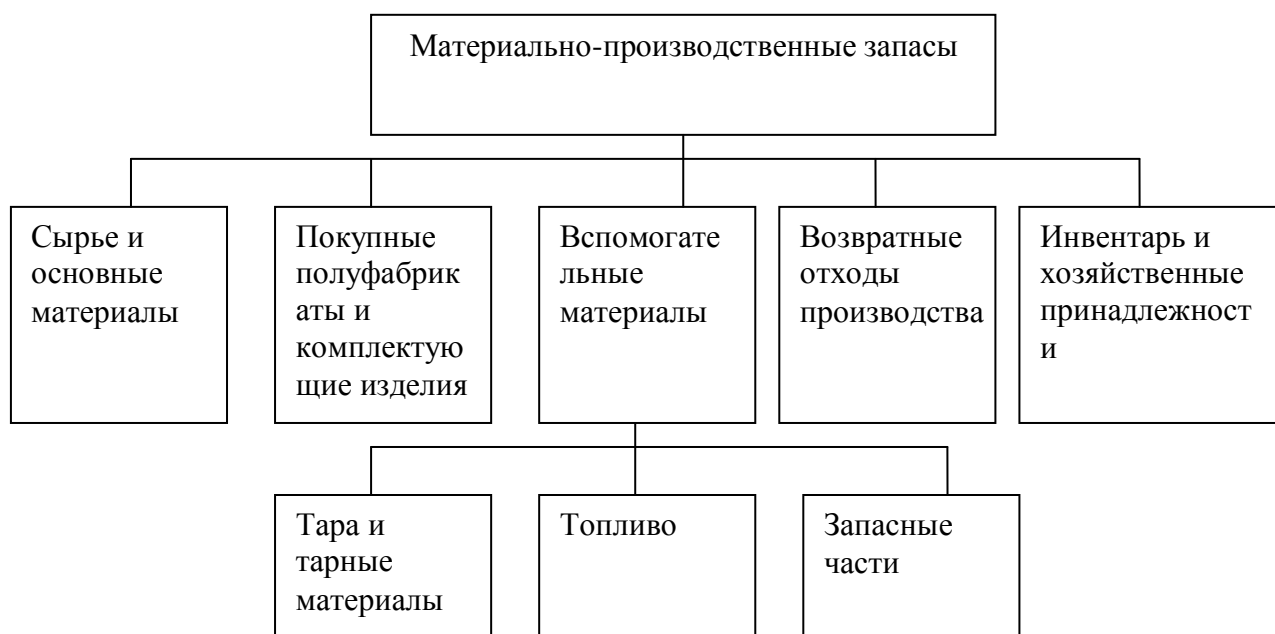 Материально-производственные запасы
Сырье и
основные
материалы
Покупные
полуфабрик
аты и
комплектую
щие изделия
Вспомогате
льные
материалы
Возвратные
отходы
производства
Инвентарь и
хозяйственные
принадлежност
и
Тара и
тарные
материалы
Топливо
Запасные
части